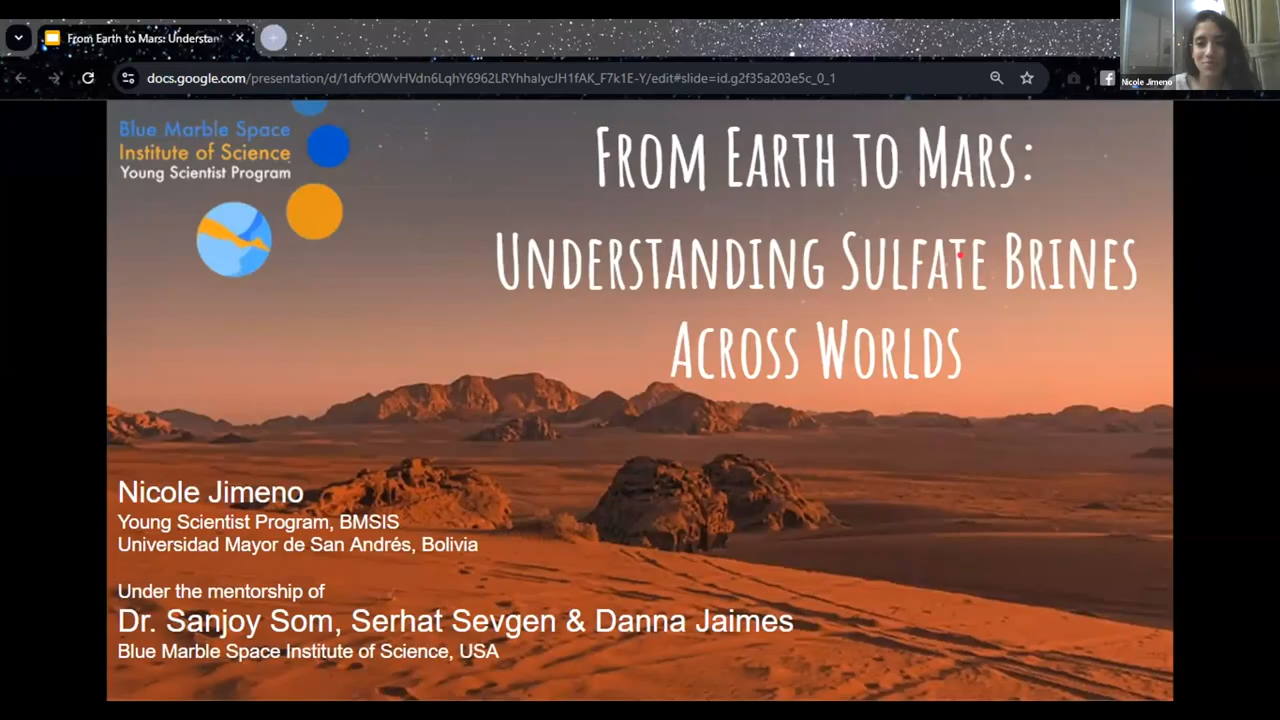 From Earth to Mars: Understan
docs.google.com/presentation/d/1dfvfOWvHVdn6LqhY6962LRYhhalycJH1fAK_F7k1E-Y/edit#slide=id.g2f35a203e5c_0_1
Nicole Jimeno
Blue Marble Space
Institute of Science
Young Scientist Program
FROM EARTH TO MARS:
UNDERSTANDING SULFATE BRINES
ACROSS WORLDS
Nicole Jimeno
Young Scientist Program, BMSIS
Universidad Mayor de San Andrés, Bolivia
Under the mentorship of
Dr. Sanjoy Som, Serhat Sevgen & Danna Jaimes
Blue Marble Space Institute of Science, USA